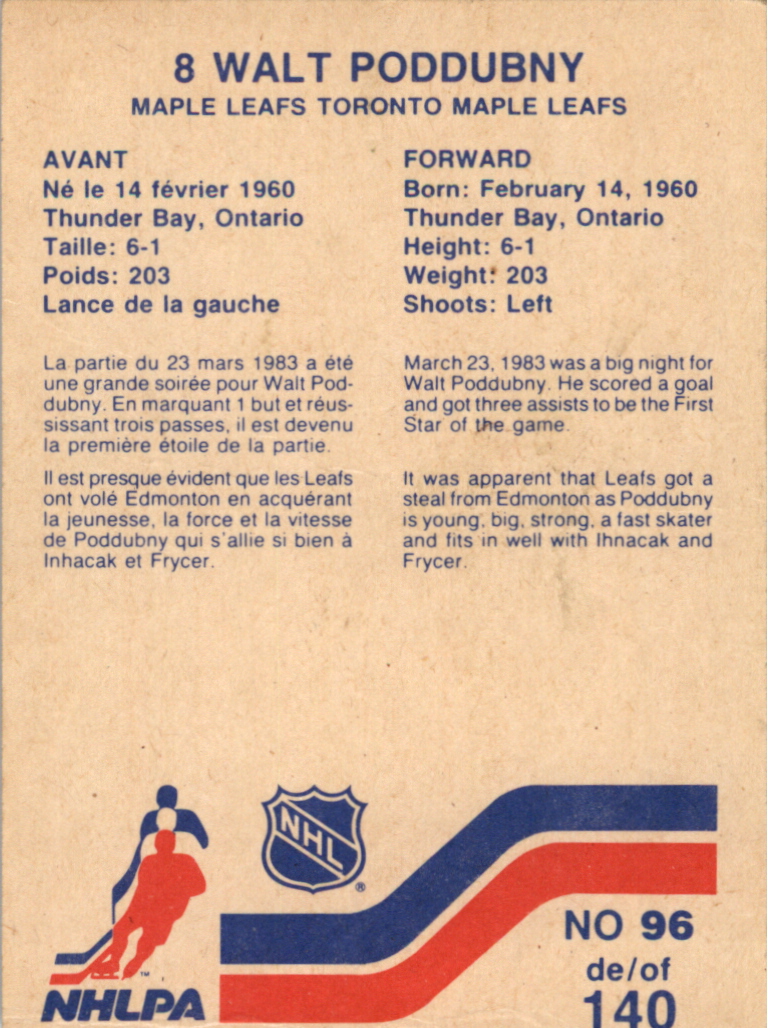 8 WALT PODDUBNY
MAPLE LEAFS TORONTO MAPLE LEAFS
AVANT
Né le 14 février 1960
Thunder Bay, Ontario
Taille: 6-1
Poids: 203
Lance de la gauche
La partie du 23 mars 1983 a été
une grande soirée pour Walt Pod-
dubny. En marquant 1 but et réus-
sissant trois passes, il est devenu
la première étoile de la partie.
Il est presque évident que les Leafs
ont volé Edmonton en acquérant
la jeunesse, la force et la vitesse
de Poddubny qui s'allie si bien à
Inhacak et Frycer.
FORWARD
Born: February 14, 1960
Thunder Bay, Ontario
Height: 6-1
Weight: 203
Shoots: Left
March 23, 1983 was a big night for
Walt Poddubny. He scored a goal
and got three assists to be the First
Star of the game.
It was apparent that Leafs got a
steal from Edmonton as Poddubny
is young, big, strong, a fast skater
and fits in well with Ihnacak and
Frycer.
NHL
®
™
NHLPA
NO 96
de/of
140